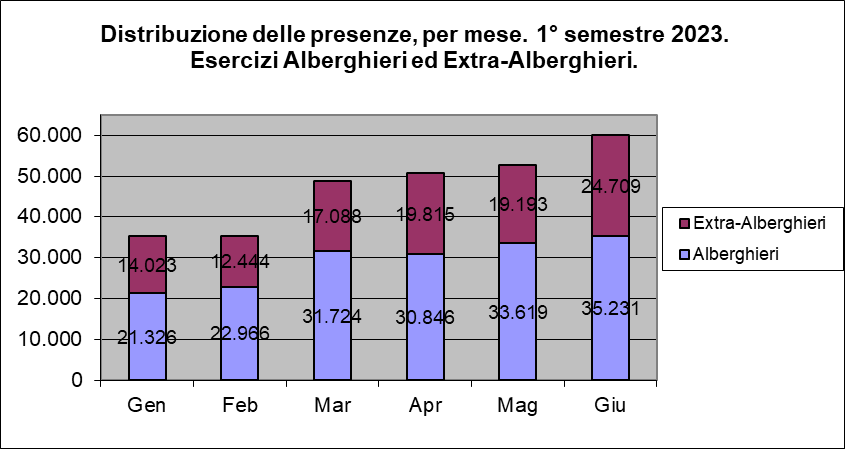 Distribuzione delle presenze, per mese. 1° semestre 2023.
Esercizi Alberghieri ed Extra-Alberghieri.
60.000
50.000
40.000
30.000
20.000
10.000
0
14.023
12.444
17.088
19.815
19.193
24.709
21.326
22.966
31.724
30.846
33.619
35.231
Gen
Feb
Mar
Apr
Mag
Giu
Extra-Alberghieri
Alberghieri